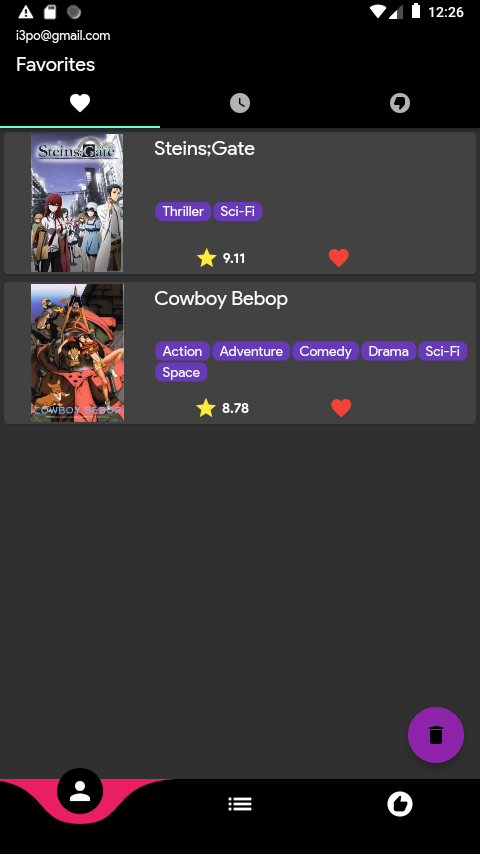 12:26
i3po@gmail.com
Favorites
Steins;Gate
Steins;Gate
Thriller Sci-Fi
9.11
Cowboy Bebop
Action Adventure Comedy Drama Sci-Fi
Space
COWBOY BEBOP
8.78